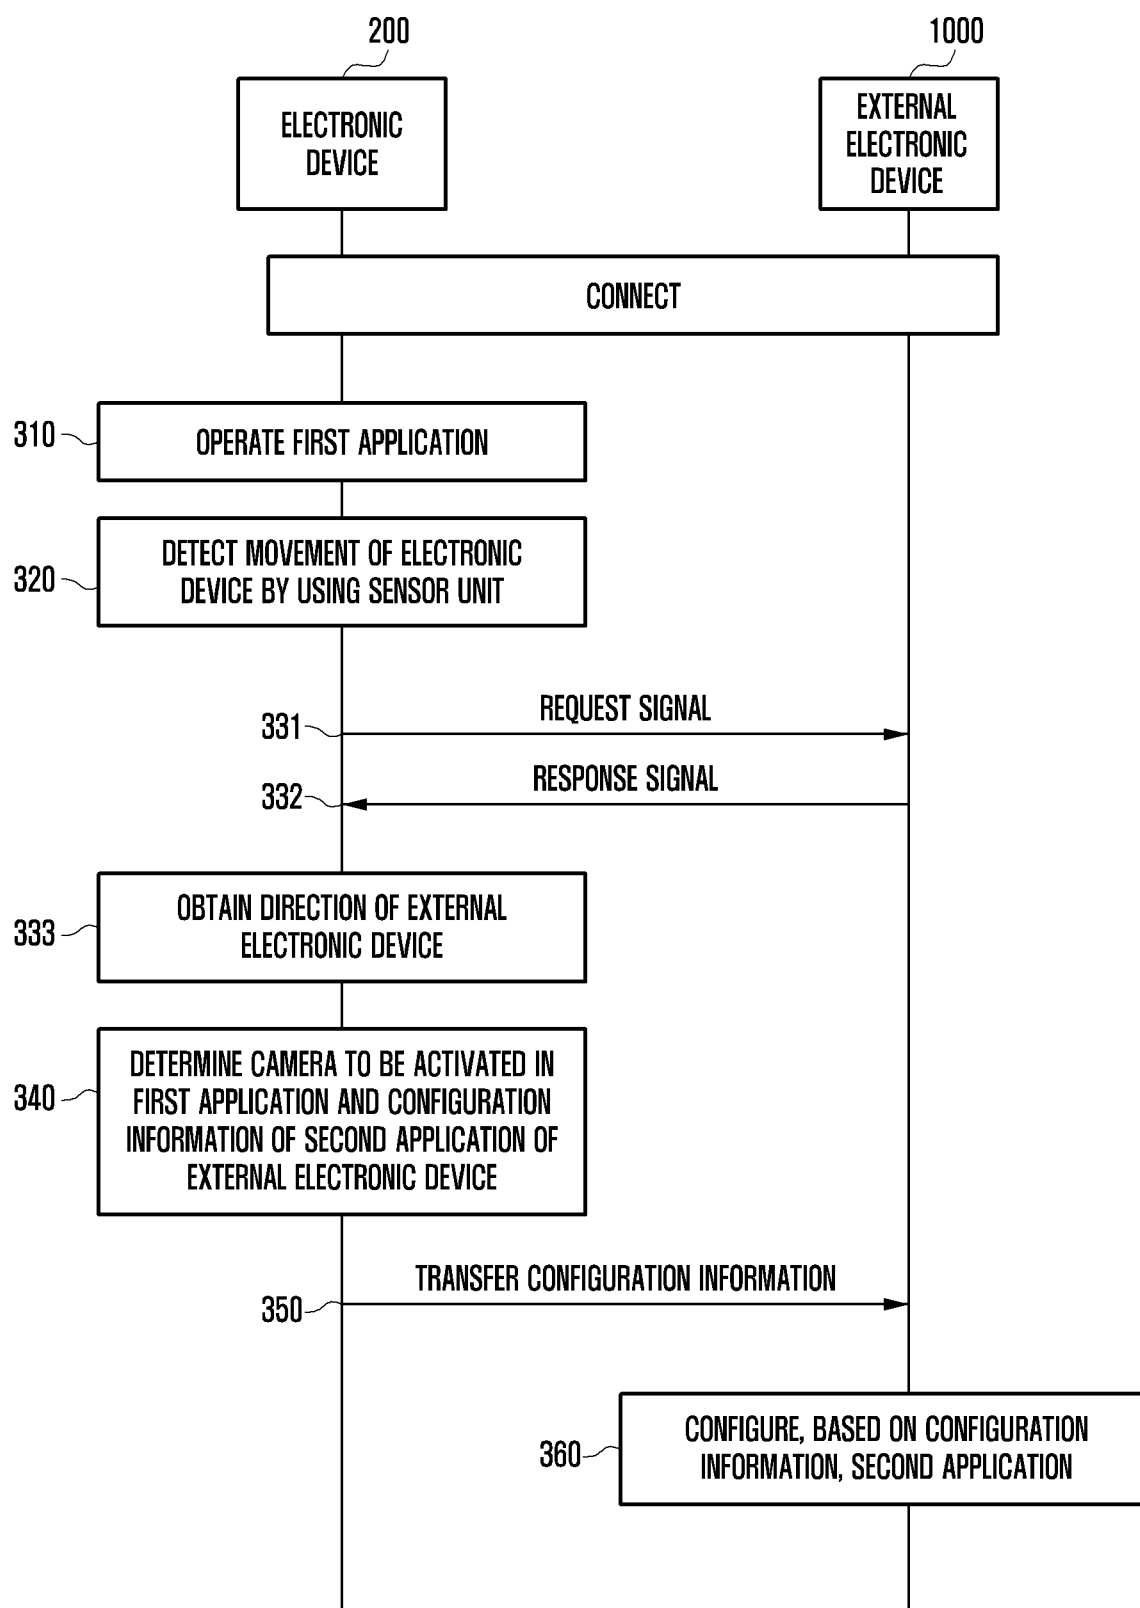 200
1000
ELECTRONIC
DEVICE
EXTERNAL
ELECTRONIC
DEVICE
CONNECT
310
OPERATE FIRST APPLICATION
320
DETECT MOVEMENT OF ELECTRONIC
DEVICE BY USING SENSOR UNIT
331
REQUEST SIGNAL
332
RESPONSE SIGNAL
333
OBTAIN DIRECTION OF EXTERNAL
ELECTRONIC DEVICE
340
DETERMINE CAMERA TO BE ACTIVATED IN
FIRST APPLICATION AND CONFIGURATION
INFORMATION OF SECOND APPLICATION OF
EXTERNAL ELECTRONIC DEVICE
350
TRANSFER CONFIGURATION INFORMATION
360
CONFIGURE, BASED ON CONFIGURATION
INFORMATION, SECOND APPLICATION